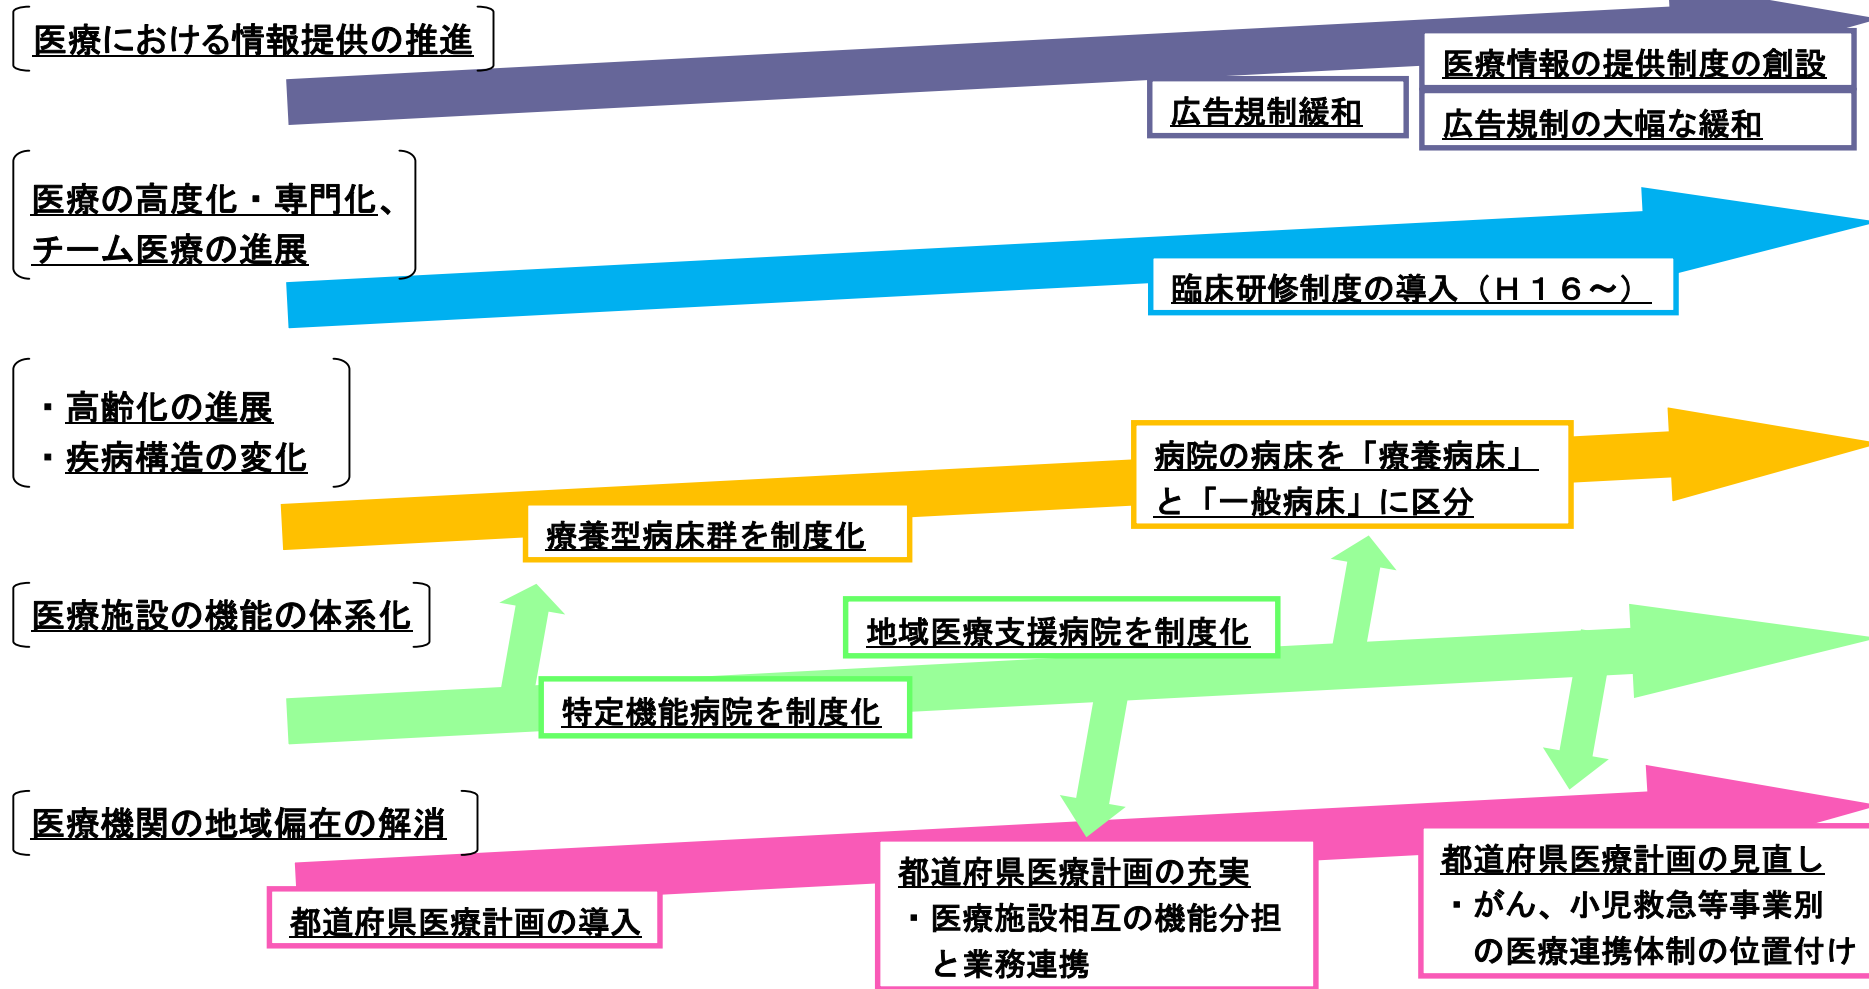 医療における情報提供の推進
医療情報の提供制度の創設
広告規制緩和
広告規制の大幅な緩和
医療の高度化・専門化、
チーム医療の進展
臨床研修制度の導入（Ｈ１６～）
・高齢化の進展
・疾病構造の変化
病院の病床を「療養病床」
と「一般病床」に区分
療養型病床群を制度化
医療施設の機能の体系化
地域医療支援病院を制度化
特定機能病院を制度化
医療機関の地域偏在の解消
都道府県医療計画の導入
都道府県医療計画の充実
・医療施設相互の機能分担
と業務連携
都道府県医療計画の見直し
・がん、小児救急等事業別
の医療連携体制の位置付け